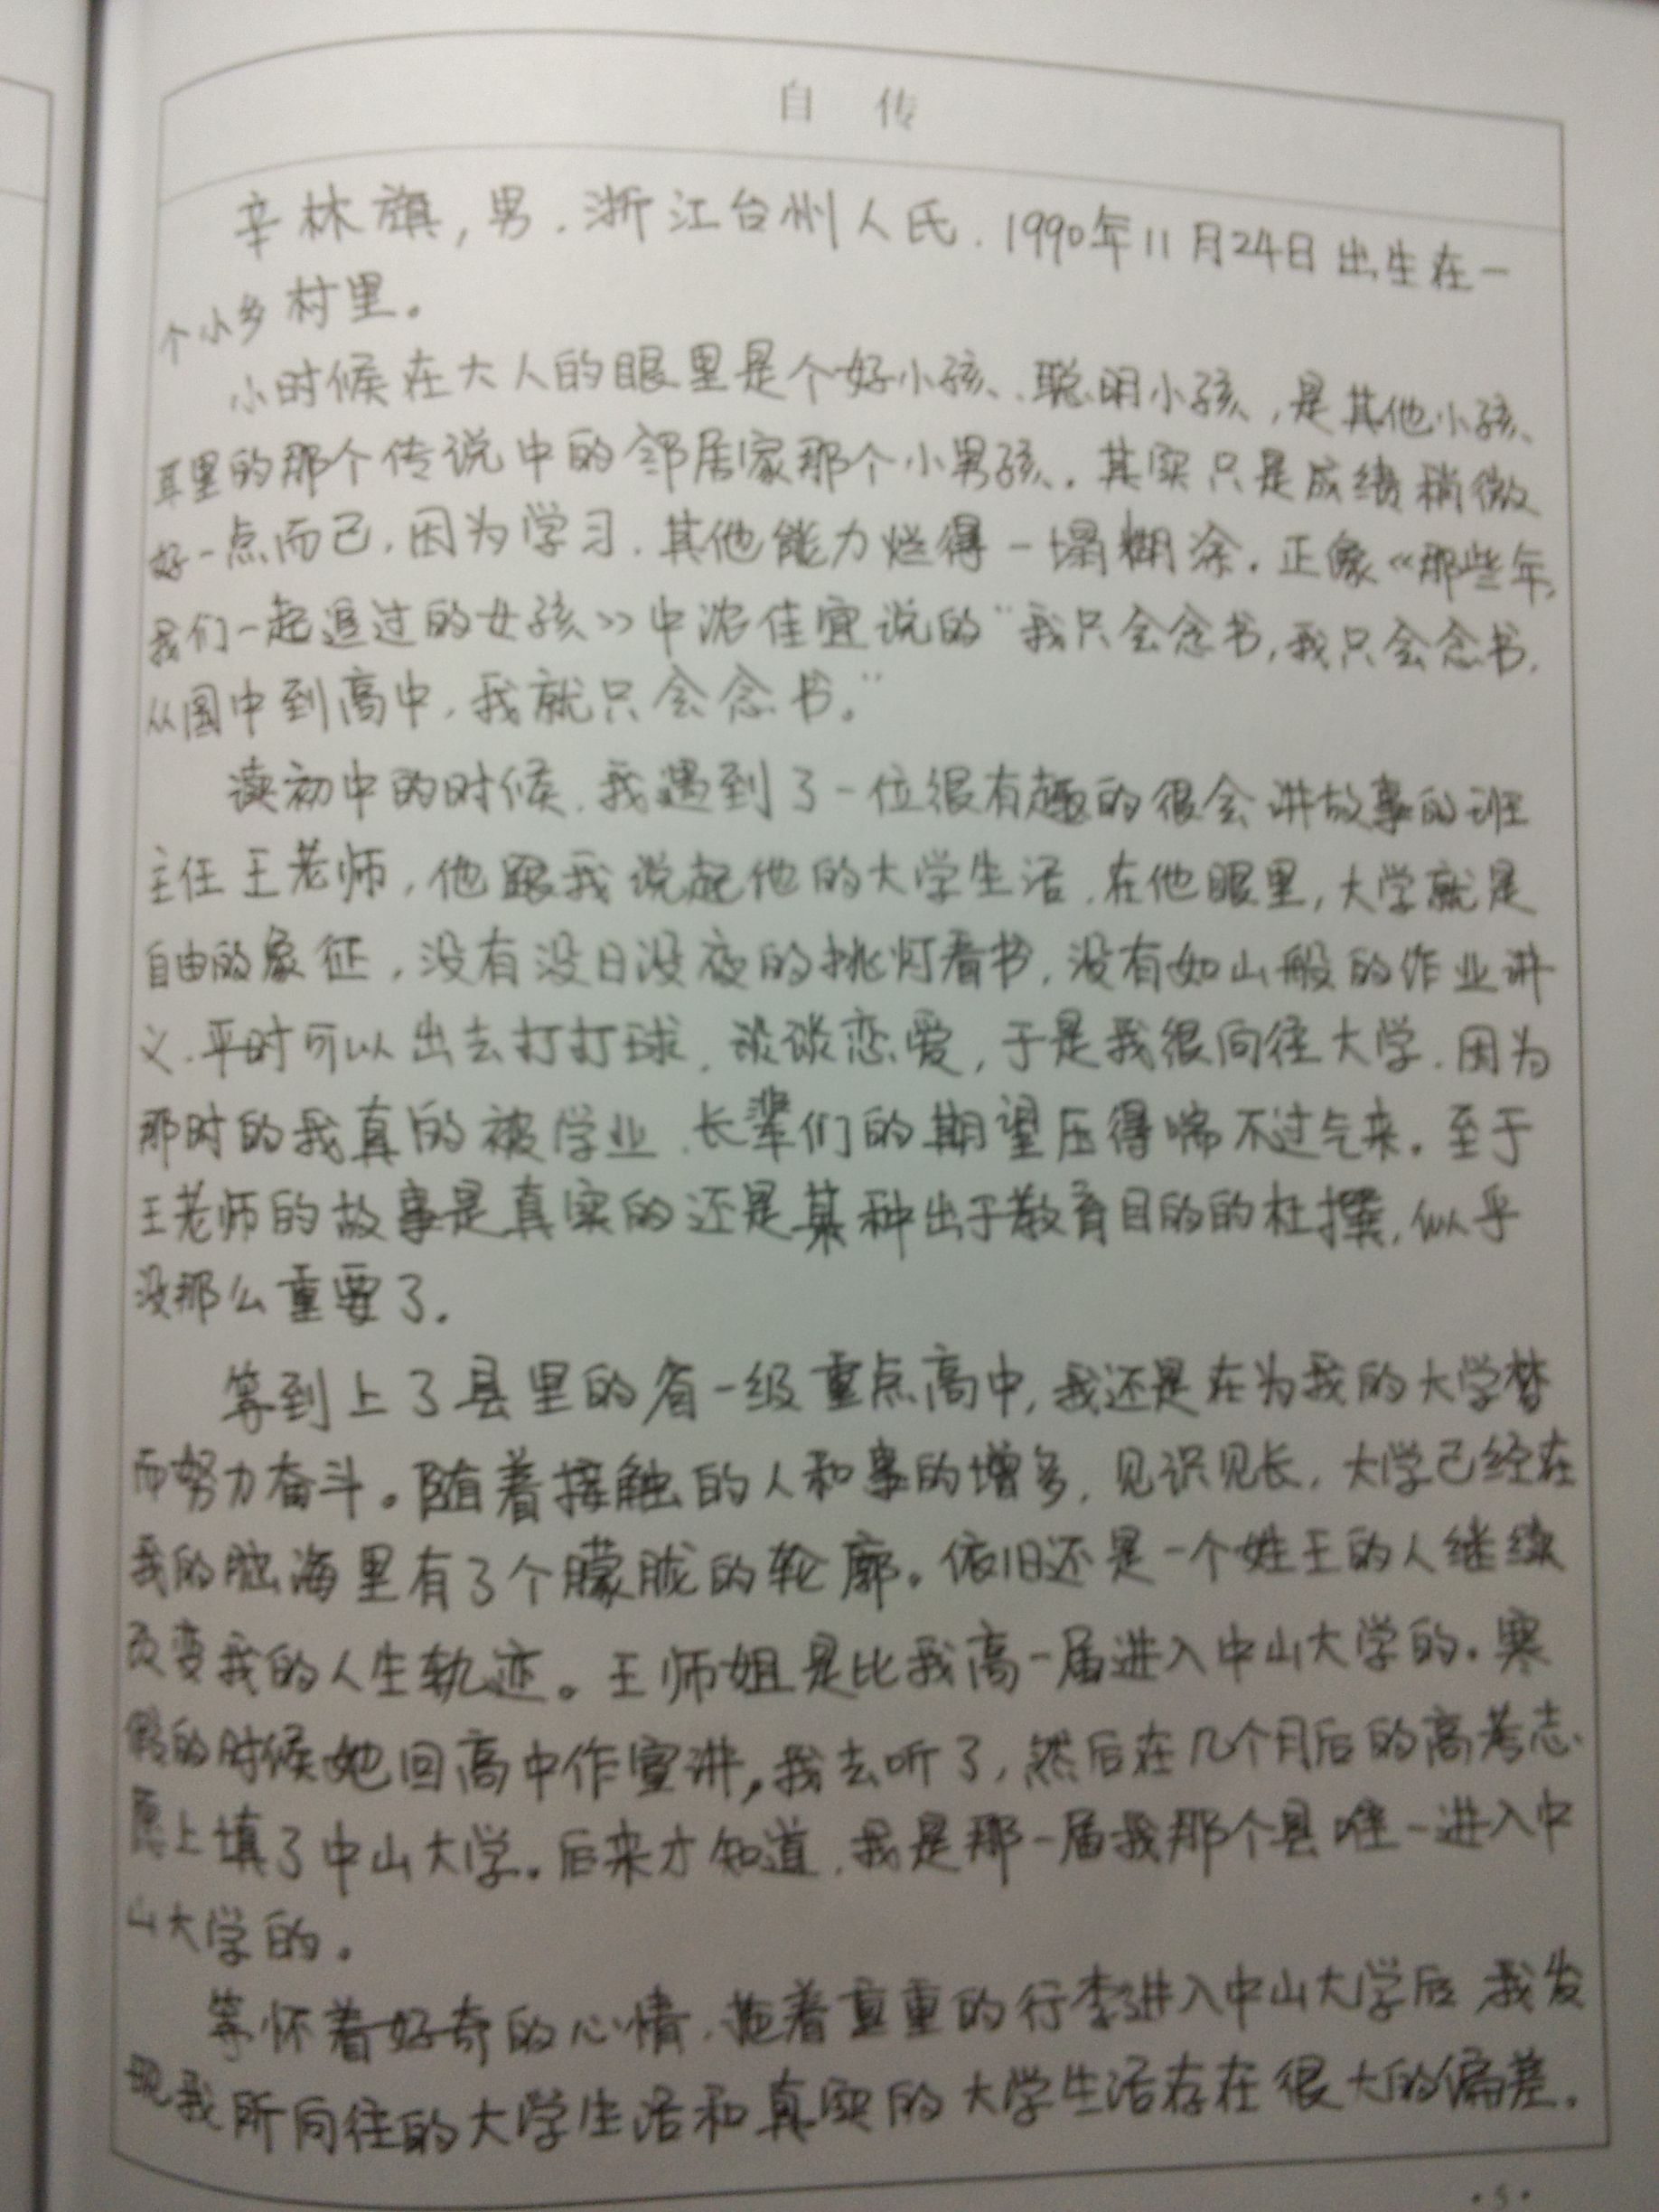 自 传
辛林旗，男．浙江台州人氏．1990年11月24日出生在一
个小乡村里。
小时候在大人的眼里是个好小孩、聪明小孩，是其他小孩
耳里的那个传说中的邻居家那个小男孩．其实只是成绩稍微
好一点而已．因为学习．其他能力烂得一塌糊涂．正像《那些年，
我们一起追过的女孩》中沈佳宜说的“我只会念书，我只会念书．
从国中到高中，我就只会念书。”
读初中的时候．我遇到了一位很有趣的很会讲故事的班
主任王老师，他跟我说起他的大学生活．在他眼里，大学就是
自由的象征，没有没日没夜的挑灯看书，没有如山般的作业讲
义．平时可以出去打打球，谈谈恋爱，于是我很向往大学．因为
那时的我真的被学业、长辈们的期望压得喘不过气来．至于
王老师的故事是真实的还是某种出于教育目的的杜撰，似乎
没那么重要了．
等到上了县里的省一级重点高中，我还是在为我的大学梦
而努力奋斗。随着接触的人和事的增多，见识见长，大学已经在
我的脑海里有了个朦胧的轮廓。依旧还是一个姓王的人继续
改变我的人生轨迹。王师姐是比我高一届进入中山大学的．寒
假的时候她回高中作宣讲，我去听了，然后在几个月后的高考志
愿上填了中山大学。后来才知道，我是那一届我那个县唯一进入中
山大学的．
等怀着好奇的心情，拖着重重的行李进入中山大学后 我发
现我所向往的大学生活和真实的大学生活存在很大的偏差．
·5·